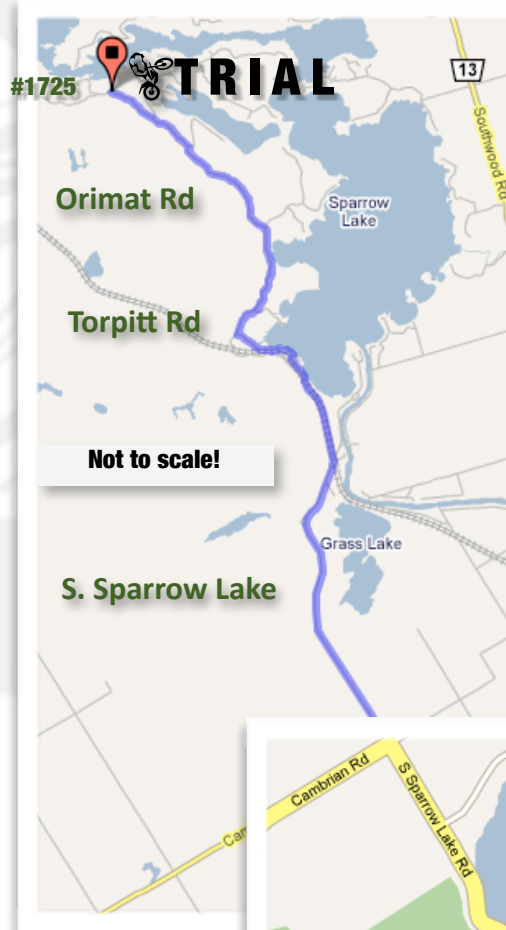 TRIAL
#1725
13
Southwood Rd
Orimat Rd
Sparrow
Lake
Torpitt Rd
Not to scale!
Grass Lake
S. Sparrow Lake
Cambrian Rd
S Sparrow Lake Rd